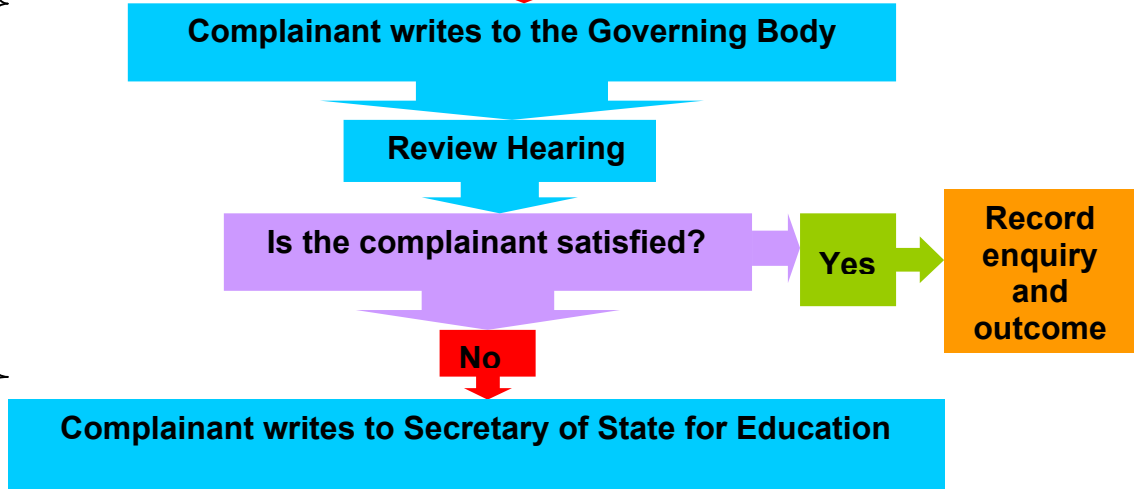 Complainant writes to the Governing Body
Review Hearing
Is the complainant satisfied?
Yes
Record
enquiry
and
outcome
No
Complainant writes to Secretary of State for Education